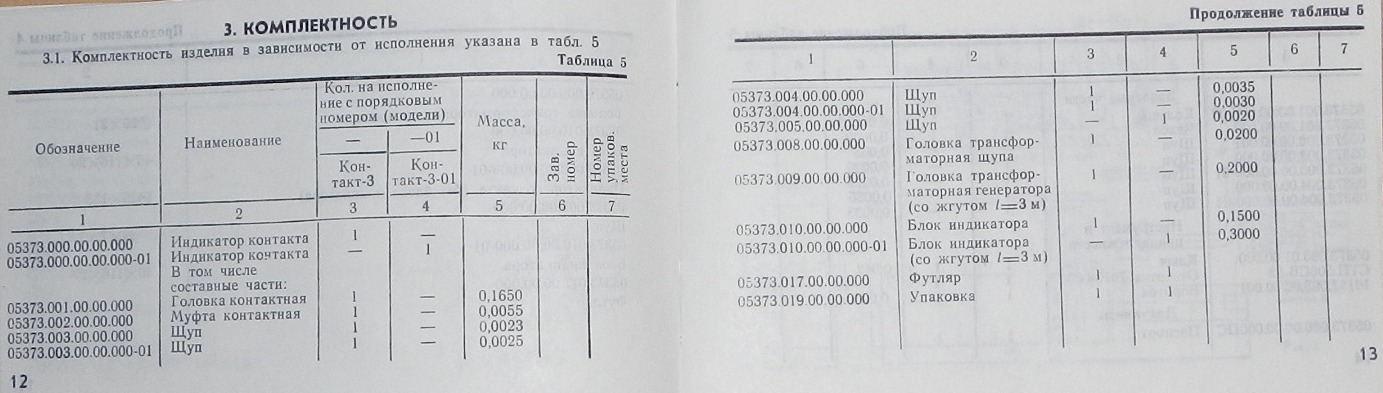 3. КОМПЛЕКТНОСТЬ
3.1. Комплектность изделия в зависимости от исполнения указана в табл. 5
Таблица 5
Обозначение
Наименование
Кол. на исполне-
ние с порядковым
номером (модели)
— —01
Кон-
такт-3
Кон-
такт-3-01
Масса,
кг
Зав.
номер
Номер
упаков.
места
1 2 3 4 5 6 7
05373.000.00.00.000 Индикатор контакта 1 —
05373.000.00.00.000-01 Индикатор контакта — 1
В том числе
составные части:
05373.001.00.00.000 Головка контактная 1 — 0,1650
05373.002.00.00.000 Муфта контактная 1 — 0,0055
05373.003.00.00.000 Щуп 1 — 0,0023
05373.003.00.00.000-01 Щуп 1 — 0,0025
12
Продолжение таблицы 5
1 2 3 4 5 6 7
05373.004.00.00.000 Щуп 1 — 0,0035
05373.004.00.00.000-01 Щуп 1 — 0,0030
05373.005.00.00.000 Щуп — 1 0,0020
05373.008.00.00.000 Головка трансфор- 1 — 0,0200
маторная щупа
05373.009.00.00.000 Головка трансфор- 1 — 0,2000
маторная генератора
(со жгутом l=3 м)
05373.010.00.00.000 Блок индикатора 1 — 0,1500
05373.010.00.00.000-01 Блок индикатора — 1 0,3000
(со жгутом l=3 м)
05373.017.00.00.000 Футляр 1 1
05373.019.00.00.000 Упаковка 1 1
13